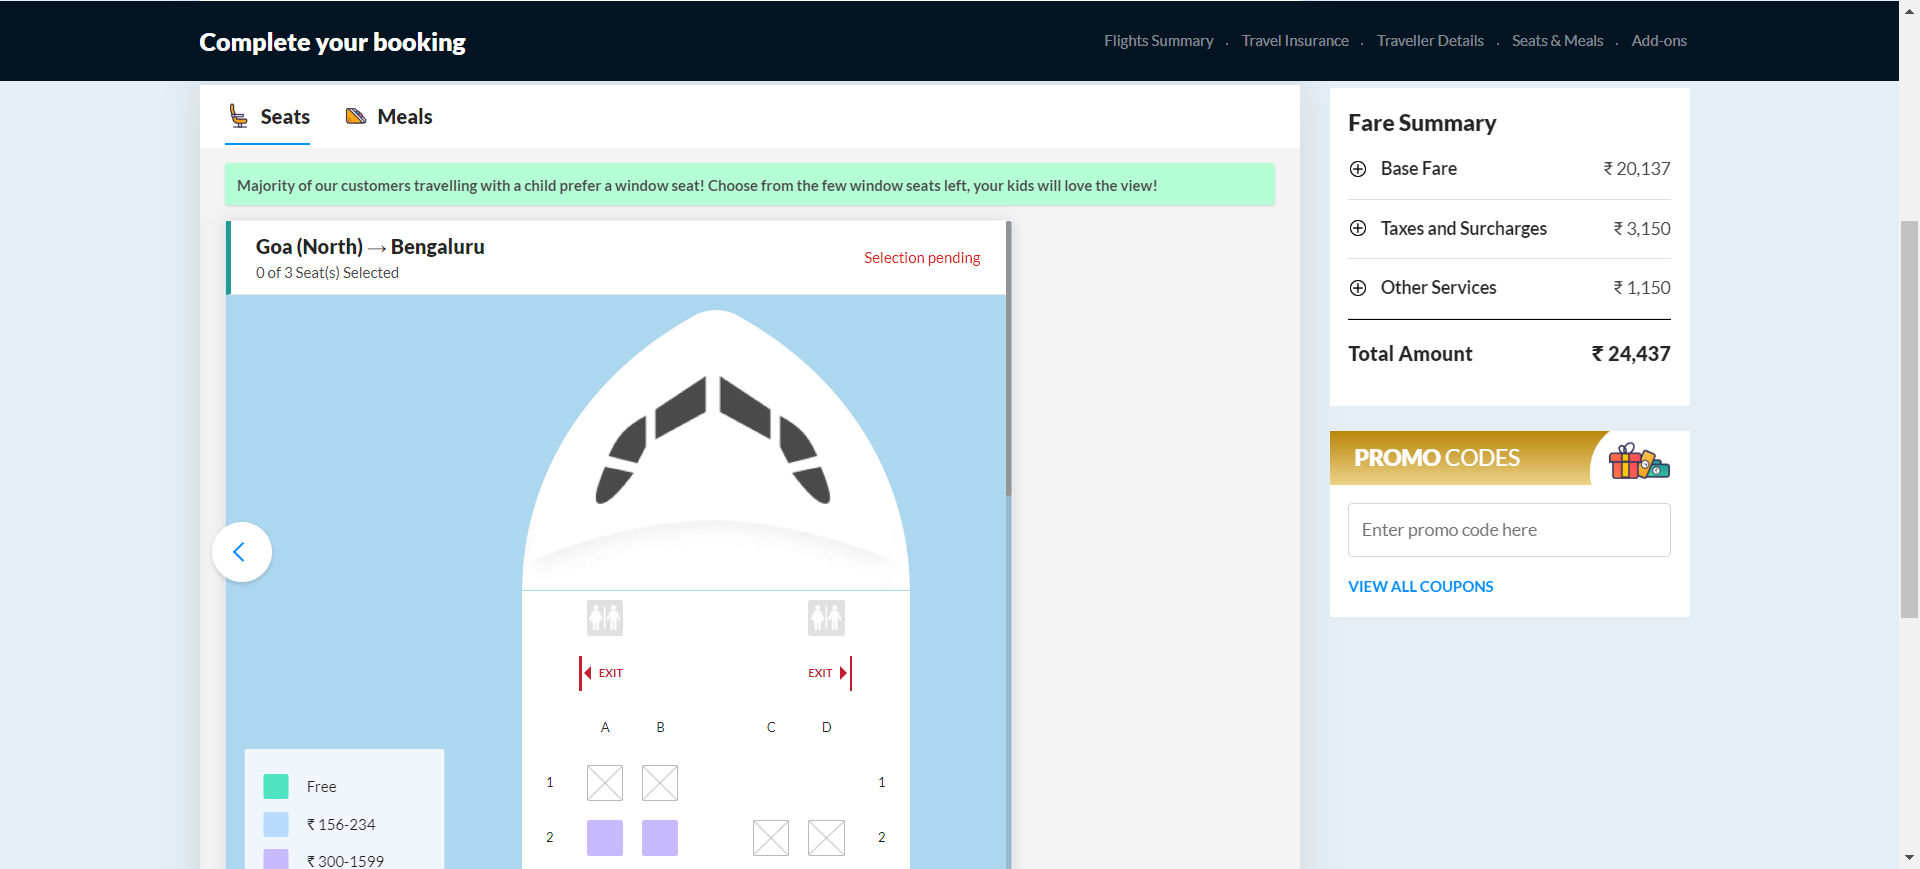 Complete your booking
Flights Summary . Travel Insurance . Traveller Details . Seats & Meals . Add-ons
Seats Meals
Majority of our customers travelling with a child prefer a window seat! Choose from the few window seats left, your kids will love the view!
Goa (North) → Bengaluru
0 of 3 Seat(s) Selected
Selection pending
EXIT EXIT
A B C D
1 1
2 2
Free
₹ 156-234
₹ 300-1599
Fare Summary
Base Fare ₹ 20,137
Taxes and Surcharges ₹ 3,150
Other Services ₹ 1,150
Total Amount ₹ 24,437
PROMO CODES
Enter promo code here
VIEW ALL COUPONS